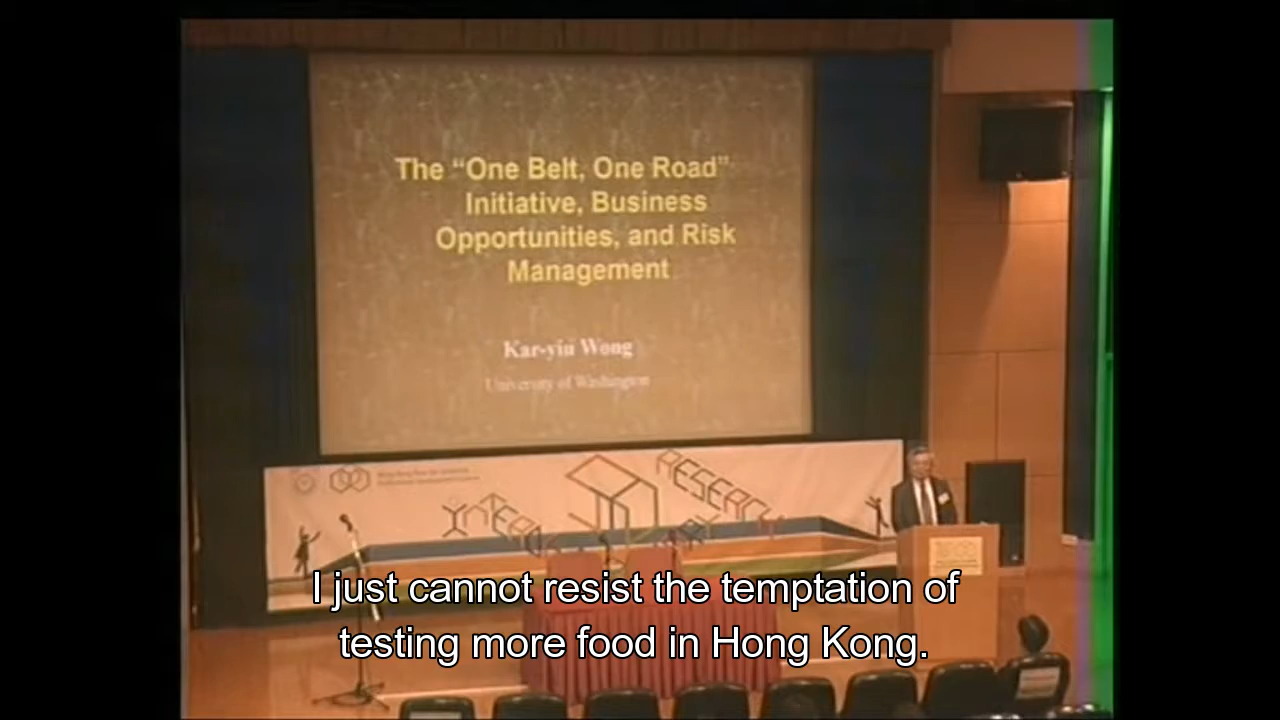 The “One Belt, One Road”
Initiative, Business
Opportunities, and Risk
Management
Kar-yiu Wong
University of Washington
RESEARCH
I just cannot resist the temptation of
testing more food in Hong Kong.